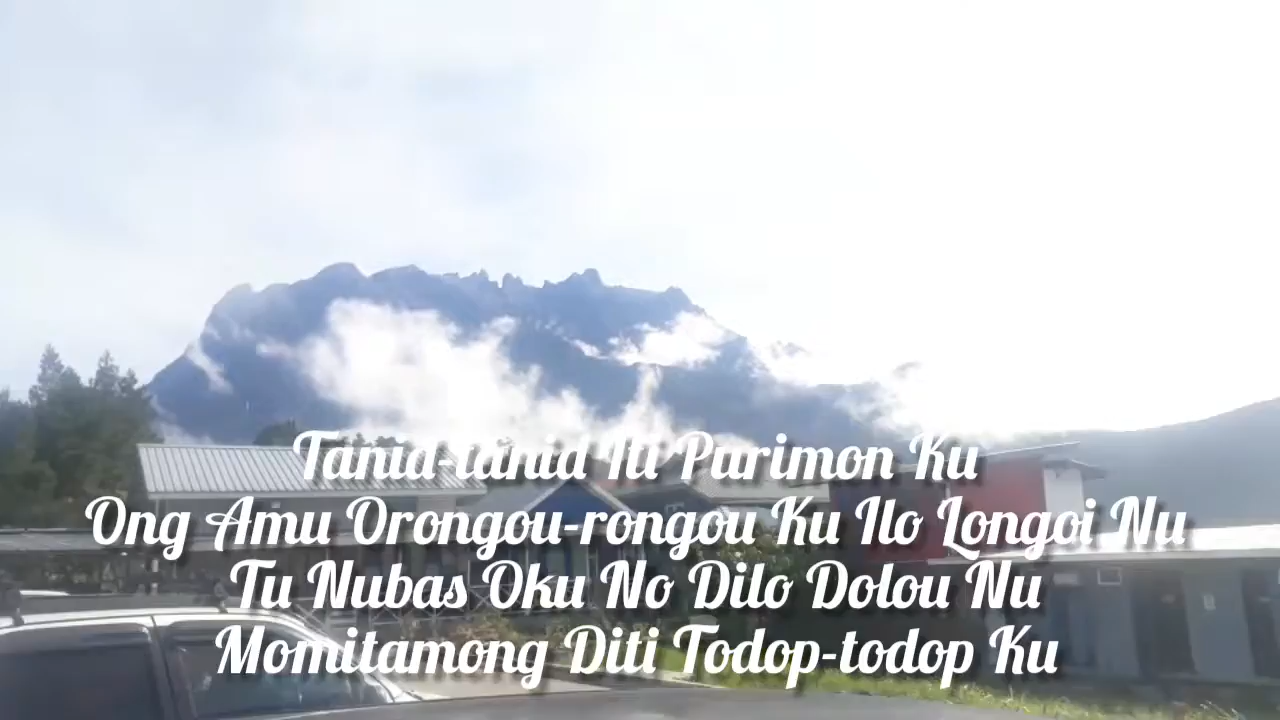 Tanid-tanid Iti Purimon Ku
Ong Amu Orongou-rongou Ku Ilo Longoi Nu
Tu Nubas Oku No Dilo Dolou Nu
Momitamong Diti Todop-todop Ku